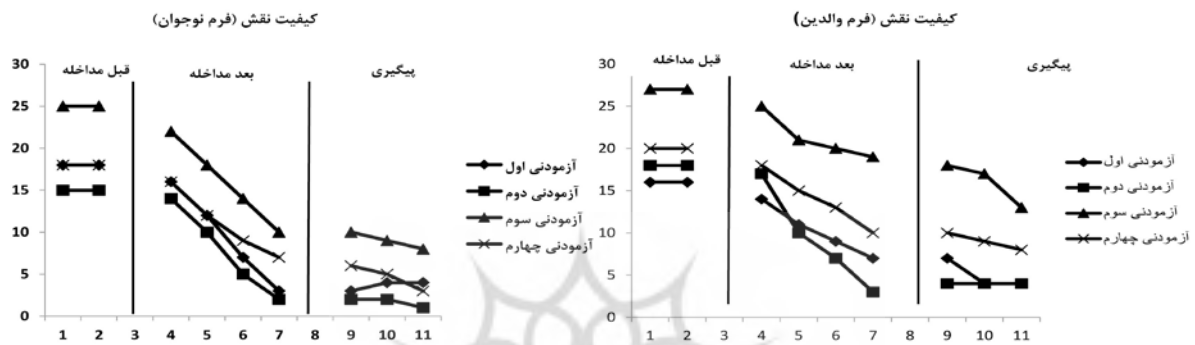 کیفیت نقش (فرم نوجوان)
قبل مداخله
بعد مداخله
پیگیری
30
25
20
15
10
5
0
1 2 3 4 5 6 7 8 9 10 11
آزمودنی اول
آزمودنی دوم
آزمودنی سوم
آزمودنی چهارم
کیفیت نقش (فرم والدین)
قبل مداخله
بعد مداخله
پیگیری
30
25
20
15
10
5
0
1 2 3 4 5 6 7 8 9 10 11
آزمودنی اول
آزمودنی دوم
آزمودنی سوم
آزمودنی چهارم